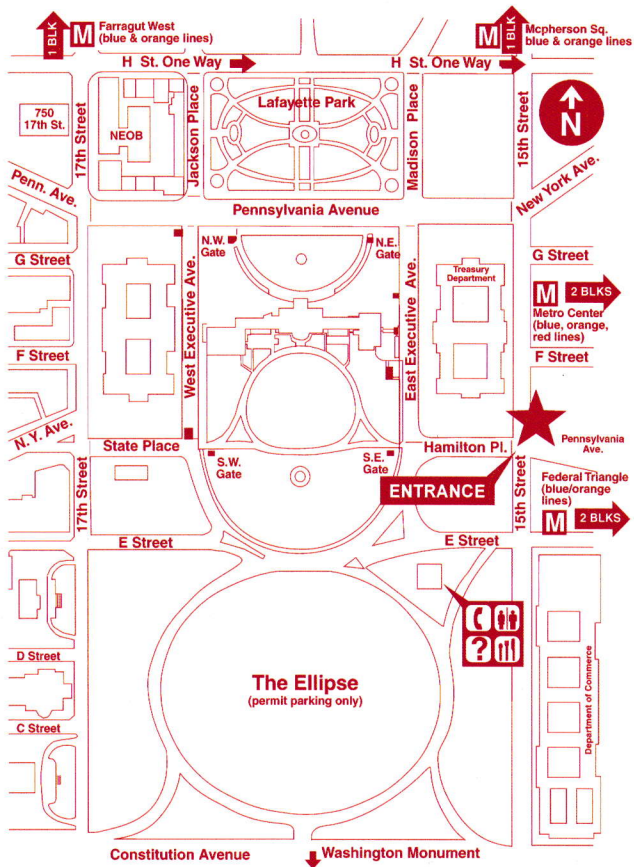 1 BLK
M
Farragut West
(blue & orange lines)
M
1 BLK
Mcpherson Sq.
blue & orange lines
H St. One Way
H St. One Way
750
17th St.
17th Street
NEOB
Jackson Place
Lafayette Park
Madison Place
15th Street
N
Penn. Ave.
New York Ave.
Pennsylvania Avenue
G Street
N.W.
Gate
N.E.
Gate
G Street
West Executive Ave.
East Executive Ave.
Treasury
Department
M
2 BLKS
Metro Center
(blue, orange,
red lines)
F Street
F Street
N.Y. Ave.
State Place
Hamilton Pl.
Pennsylvania
Ave.
S.W.
Gate
S.E.
Gate
ENTRANCE
17th Street
15th Street
Federal Triangle
(blue/orange
lines)
M
2 BLKS
E Street
E Street
?
D Street
The Ellipse
(permit parking only)
C Street
Department of Commerce
Constitution Avenue
Washington Monument